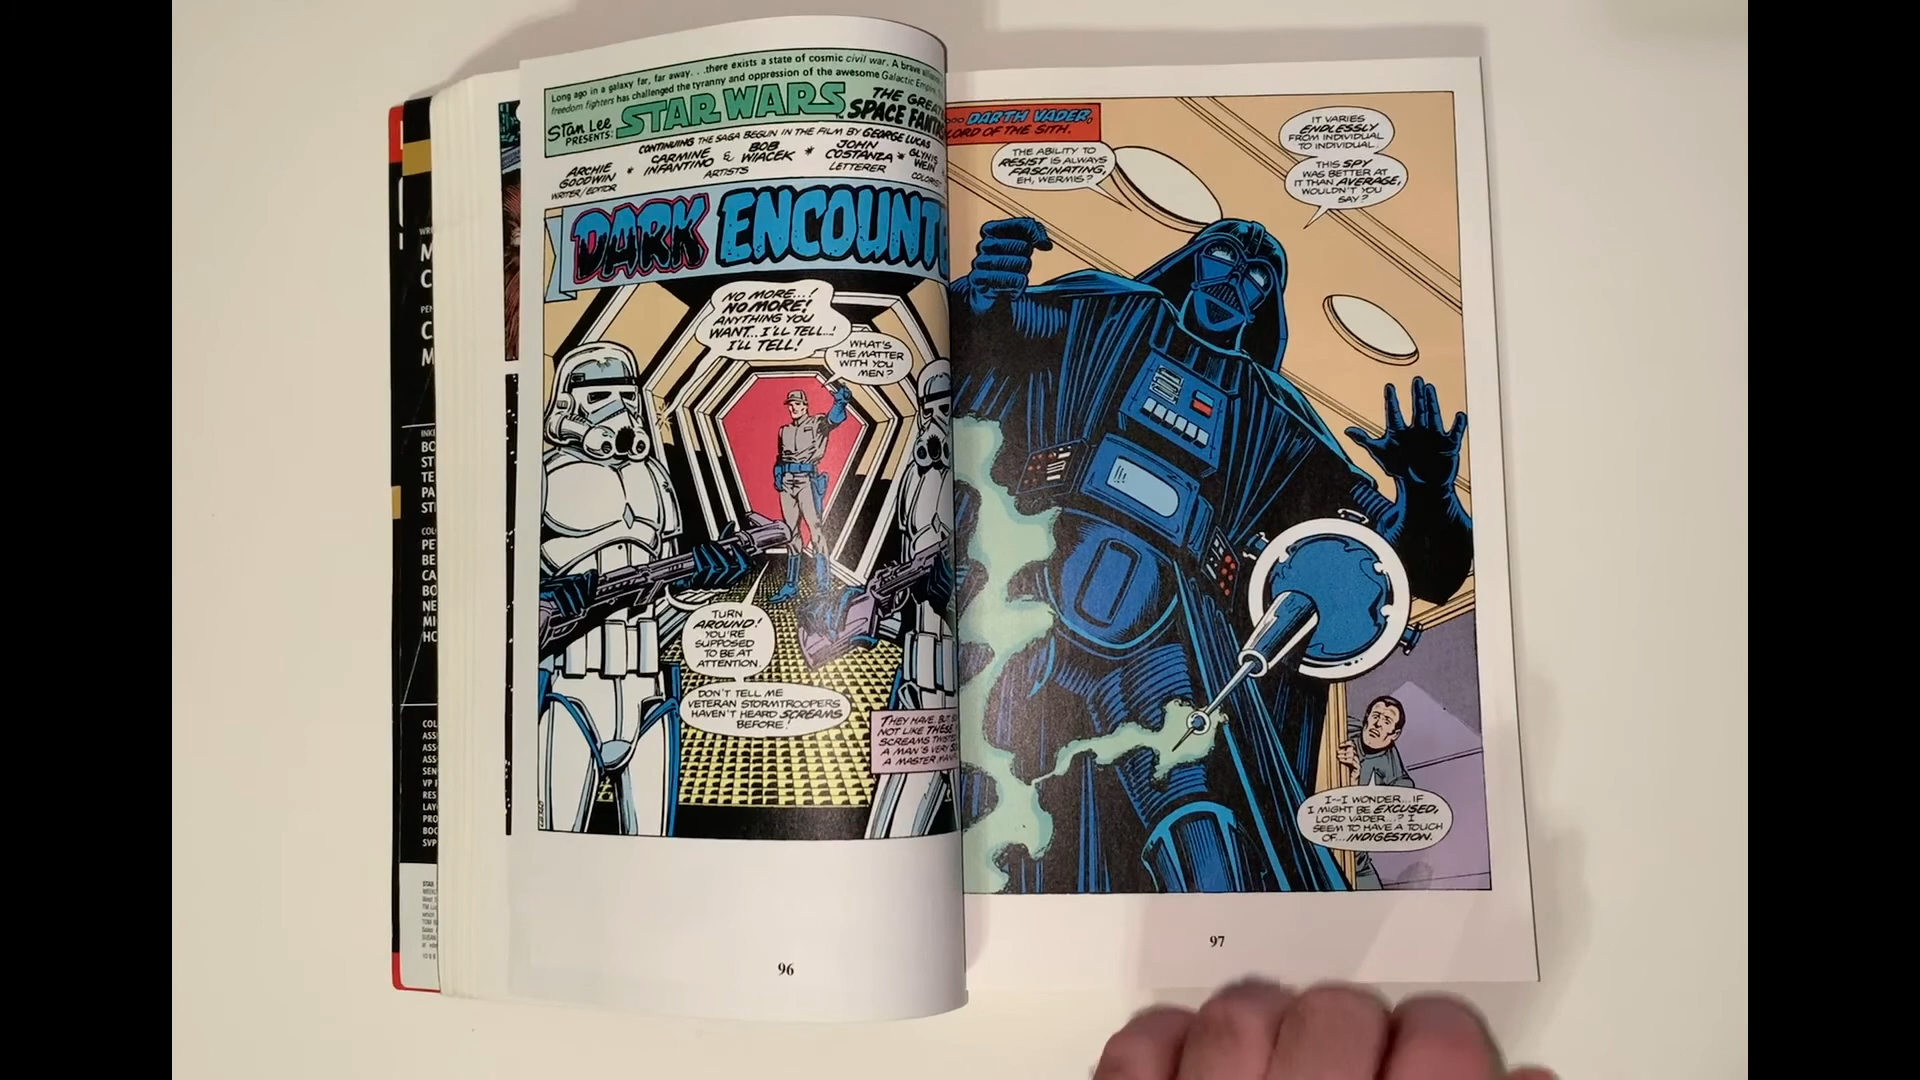 Long ago in a galaxy far, far away. . .there exists a state of cosmic civil war. A brave
freedom fighters has challenged the tyranny and oppression of the awesome Galactic
Stan Lee
PRESENTS:
STAR WARS
THE
SPACE
CONTINUING THE SAGA BEGUN IN THE FILM BY GEORGE LUCAS
ARCHIE
GOODWIN
WRITER/EDITOR
*
CARMINE
INFANTINO
&
BOB
WIACEK
ARTISTS
*
JOHN
COSTANZA
LETTERER
*
GLYNIS
WEIN
DARK
NO MORE...!
NO MORE!
ANYTHING YOU
WANT...I'LL TELL...!
I'LL TELL!
WHAT'S
THE MATTER
WITH YOU
MEN?
TURN
AROUND!
YOU'RE
SUPPOSED
TO BE AT
ATTENTION.
DON'T TELL ME
VETERAN STORMTROOPERS
HAVEN'T HEARD SCREAMS
BEFORE!
THEY HAVE. BUT
NOT LIKE THESE
SCREAMS
A MAN'S VERY
A MASTER
96
DARTH VADER,
LORD OF THE SITH.
THE ABILITY TO
RESIST IS ALWAYS
FASCINATING,
EH, WERMIS?
IT VARIES
ENDLESSLY
FROM INDIVIDUAL
TO INDIVIDUAL.
THIS SPY
WAS BETTER AT
IT THAN AVERAGE,
WOULDN'T YOU
SAY?
I--I WONDER...IF
I MIGHT BE EXCUSED,
LORD VADER...? I
SEEM TO HAVE A TOUCH
OF...INDIGESTION.
97